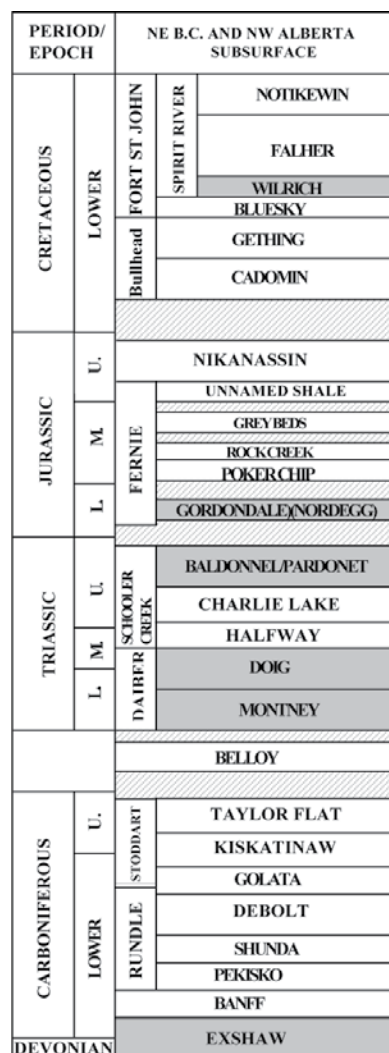 PERIOD/
EPOCH
NE B.C. AND NW ALBERTA
SUBSURFACE
CRETACEOUS
LOWER
FORT ST JOHN
SPIRIT RIVER
NOTIKEWIN
FALHER
WILRICH
BLUESKY
Bullhead
GETHING
CADOMIN
JURASSIC
U.
M.
L.
NIKANASSIN
FERNIE
UNNAMED SHALE
GREY BEDS
ROCK CREEK
POKER CHIP
GORDONDALE)(NORDEGG)
TRIASSIC
U.
M.
L
SCHOOLER
CREEK
BALDONNEL/PARDONET
CHARLIE LAKE
HALFWAY
DAIBER
DOIG
MONTNEY
BELLOY
CARBONIFEROUS
U.
LOWER
STODDART
TAYLOR FLAT
KISKATINAW
GOLATA
RUNDLE
DEBOLT
SHUNDA
PEKISKO
BANFF
DEVONIAN
EXSHAW